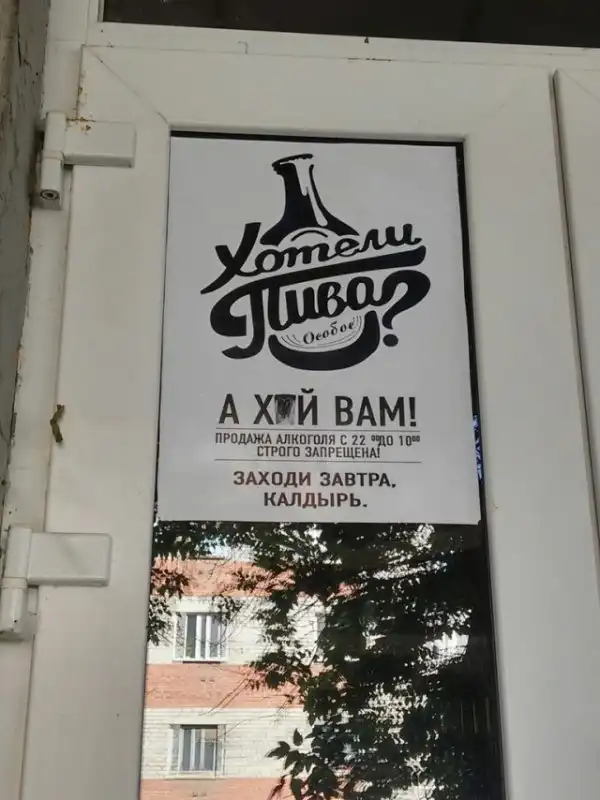 Хотели
Пива?
Особое
А Х Й ВАМ!
ПРОДАЖА АЛКОГОЛЯ С 22 00 ДО 10 00
СТРОГО ЗАПРЕЩЕНА!
ЗАХОДИ ЗАВТРА,
КАЛДЫРЬ.